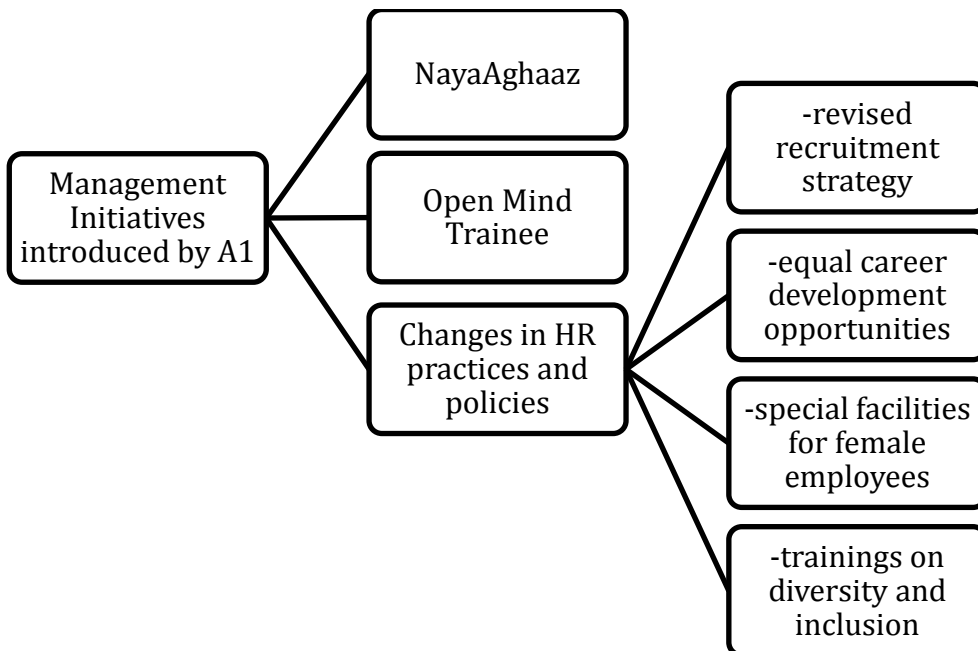 Management
Initiatives
introduced by A1
NayaAghaaz
Open Mind
Trainee
Changes in HR
practices and
policies
-revised
recruitment
strategy
-equal career
development
opportunities
-special facilities
for female
employees
-trainings on
diversity and
inclusion